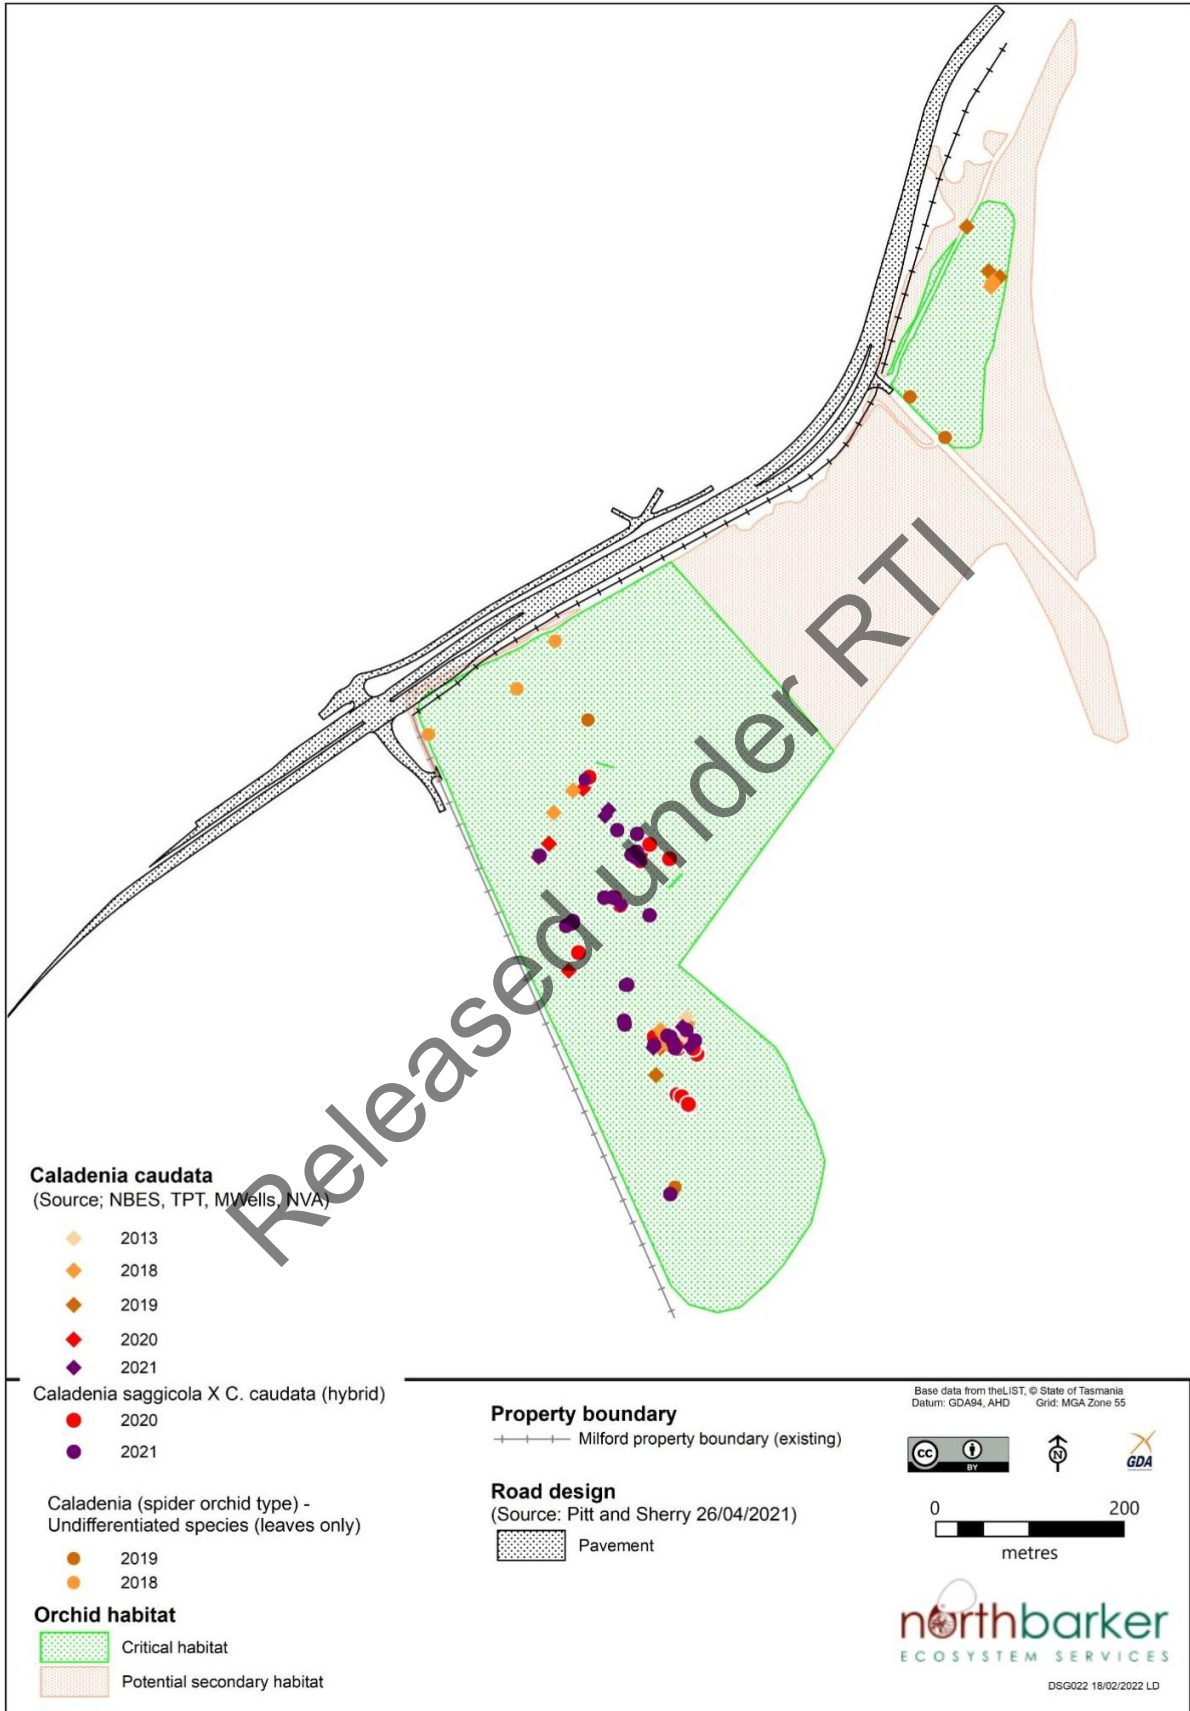 Released under RTI
Caladenia caudata
(Source; NBES, TPT, MWells, NVA)
2013
2018
2019
2020
2021
Caladenia saggicola X C. caudata (hybrid)
2020
2021
Caladenia (spider orchid type) -
Undifferentiated species (leaves only)
2019
2018
Orchid habitat
Critical habitat
Potential secondary habitat
Property boundary
Milford property boundary (existing)
Road design
(Source: Pitt and Sherry 26/04/2021)
Pavement
Base data from theLIST, © State of Tasmania
Datum: GDA94, AHD Grid: MGA Zone 55
CC
BY
N
GDA
0 200
metres
northbarker
ECOSYSTEM SERVICES
DSG022 18/02/2022 LD